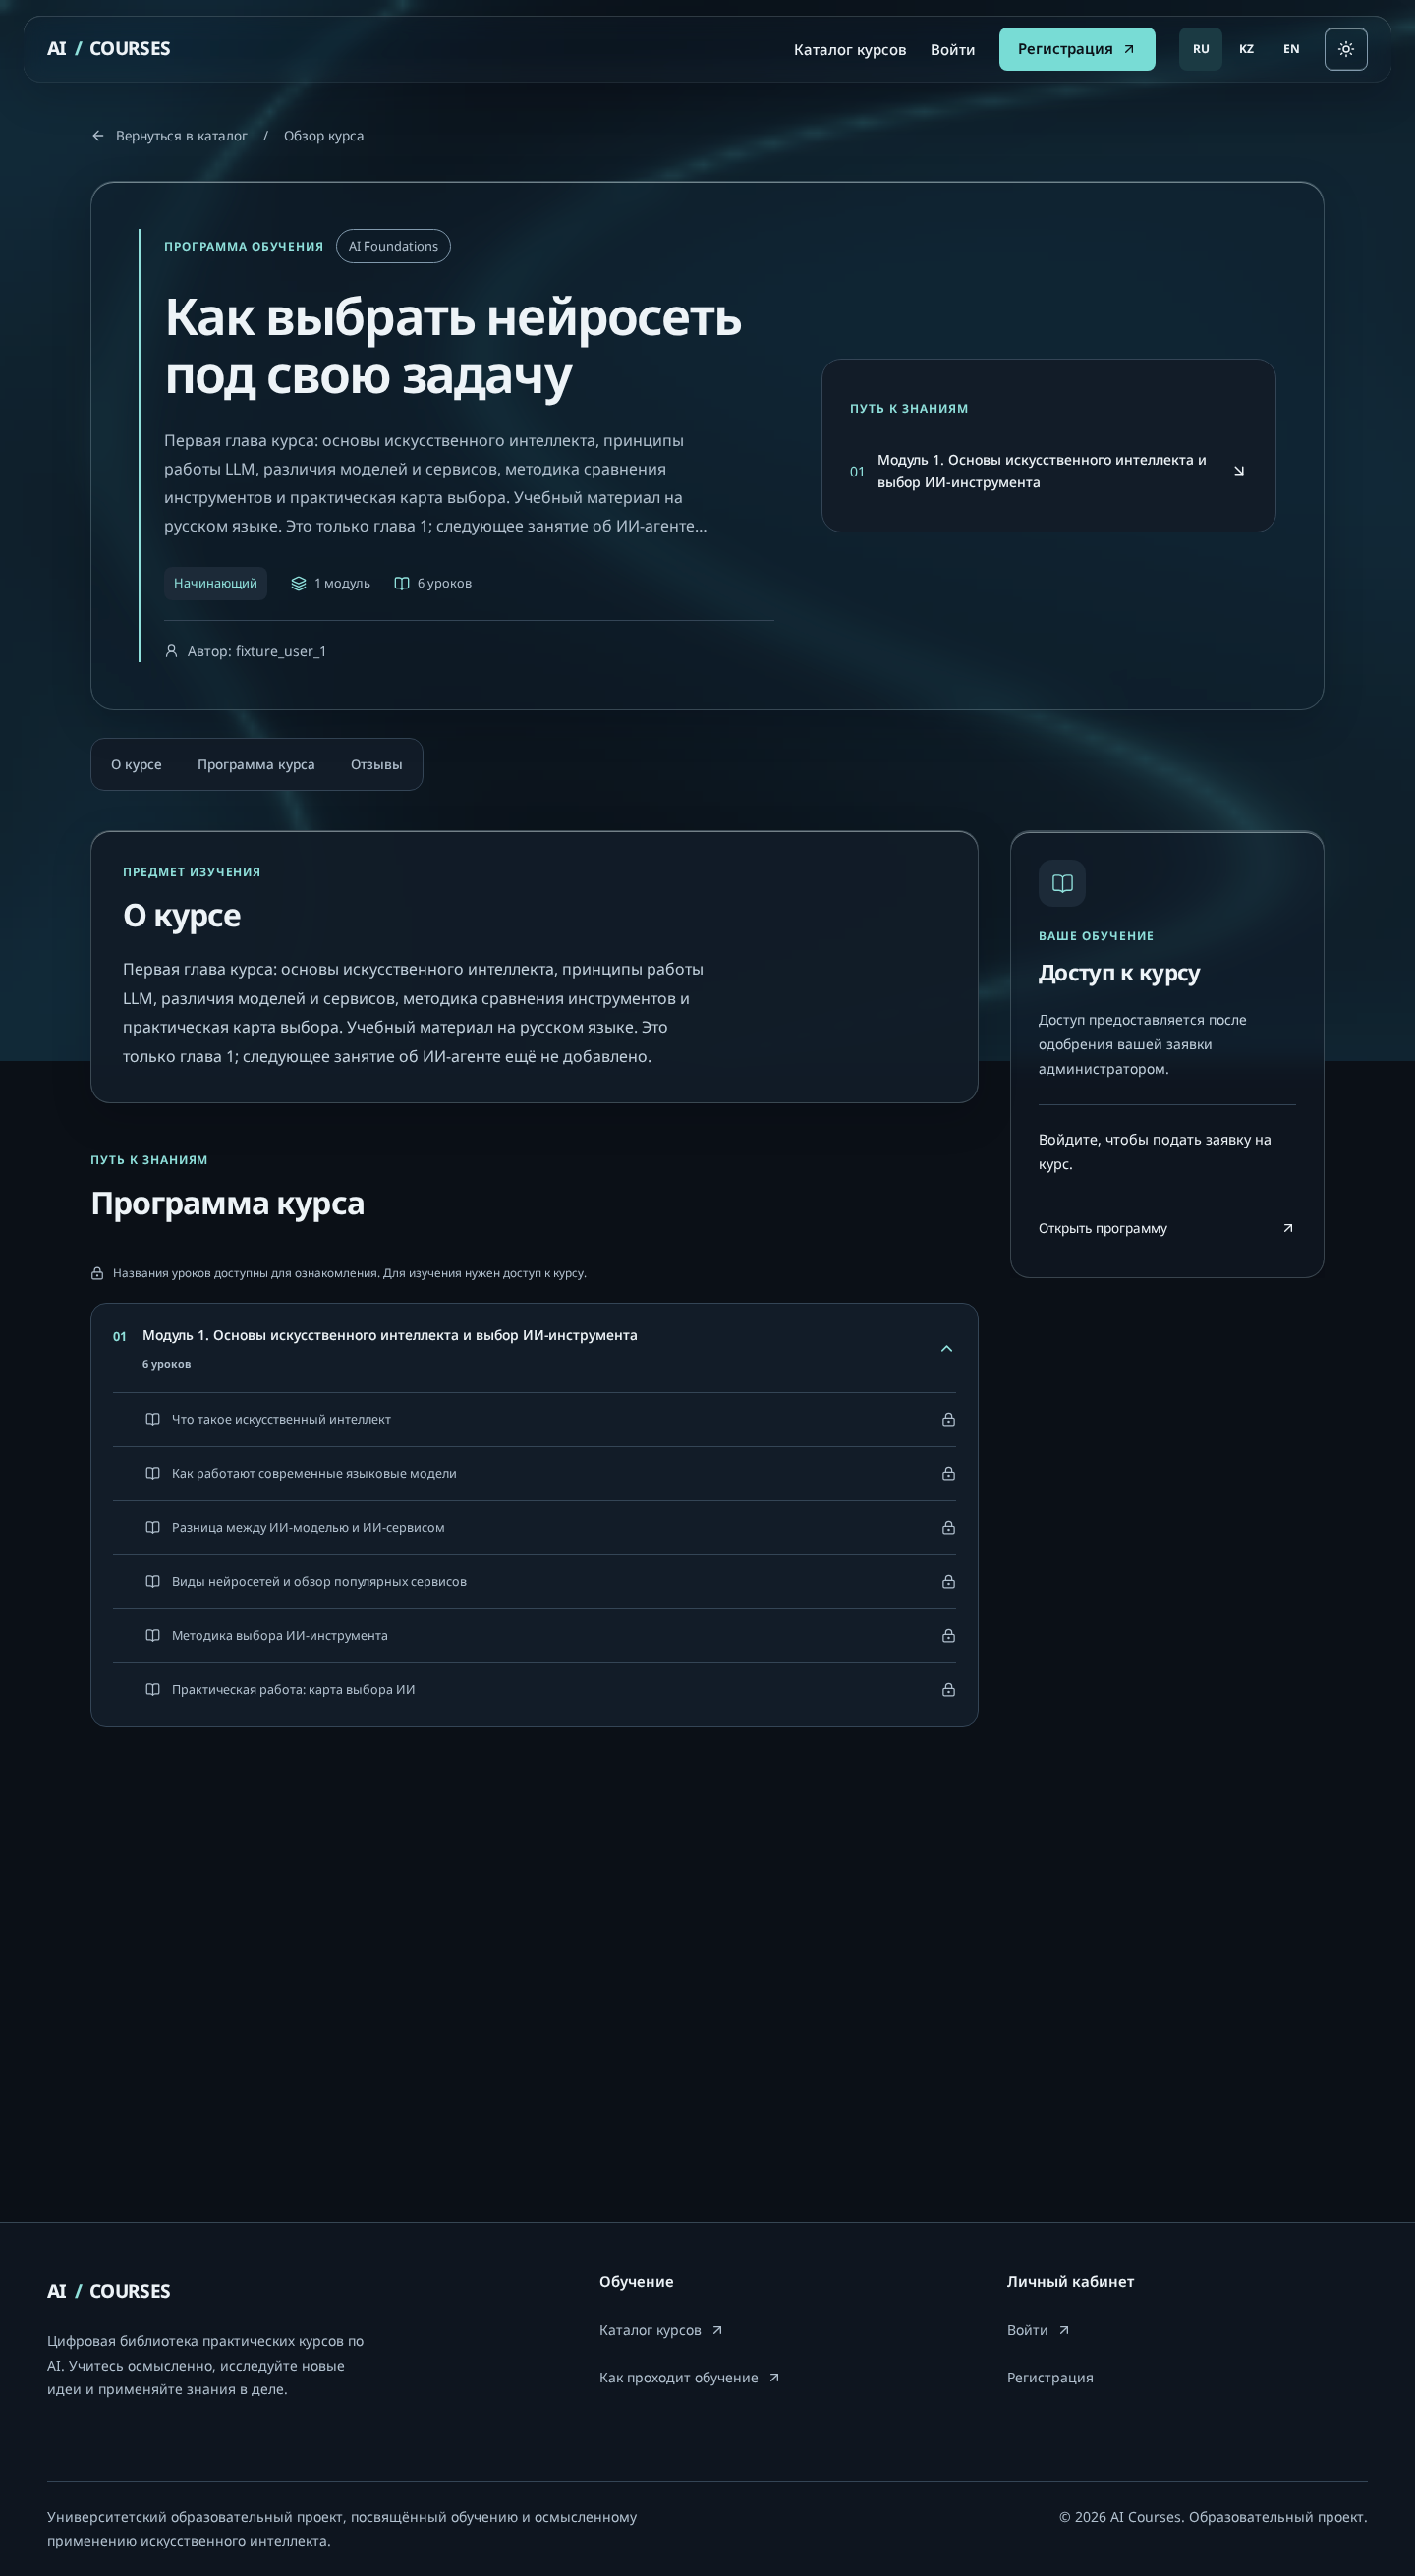 AI / COURSES
Каталог курсов
Войти
Регистрация
RU
KZ
EN
Вернуться в каталог / Обзор курса
ПРОГРАММА ОБУЧЕНИЯ
AI Foundations
Как выбрать нейросеть
под свою задачу
Первая глава курса: основы искусственного интеллекта, принципы
работы LLM, различия моделей и сервисов, методика сравнения
инструментов и практическая карта выбора. Учебный материал на
русском языке. Это только глава 1; следующее занятие об ИИ-агенте…
Начинающий
1 модуль
6 уроков
Автор: fixture_user_1
ПУТЬ К ЗНАНИЯМ
01
Модуль 1. Основы искусственного интеллекта и
выбор ИИ-инструмента
О курсе
Программа курса
Отзывы
ПРЕДМЕТ ИЗУЧЕНИЯ
О курсе
Первая глава курса: основы искусственного интеллекта, принципы работы
LLM, различия моделей и сервисов, методика сравнения инструментов и
практическая карта выбора. Учебный материал на русском языке. Это
только глава 1; следующее занятие об ИИ-агенте ещё не добавлено.
ВАШЕ ОБУЧЕНИЕ
Доступ к курсу
Доступ предоставляется после
одобрения вашей заявки
администратором.
Войдите, чтобы подать заявку на
курс.
Открыть программу
ПУТЬ К ЗНАНИЯМ
Программа курса
Названия уроков доступны для ознакомления. Для изучения нужен доступ к курсу.
01
Модуль 1. Основы искусственного интеллекта и выбор ИИ-инструмента
6 уроков
Что такое искусственный интеллект
Как работают современные языковые модели
Разница между ИИ-моделью и ИИ-сервисом
Виды нейросетей и обзор популярных сервисов
Методика выбора ИИ-инструмента
Практическая работа: карта выбора ИИ
AI / COURSES
Цифровая библиотека практических курсов по
AI. Учитесь осмысленно, исследуйте новые
идеи и применяйте знания в деле.
Обучение
Каталог курсов
Как проходит обучение
Личный кабинет
Войти
Регистрация
Университетский образовательный проект, посвящённый обучению и осмысленному
применению искусственного интеллекта.
© 2026 AI Courses. Образовательный проект.